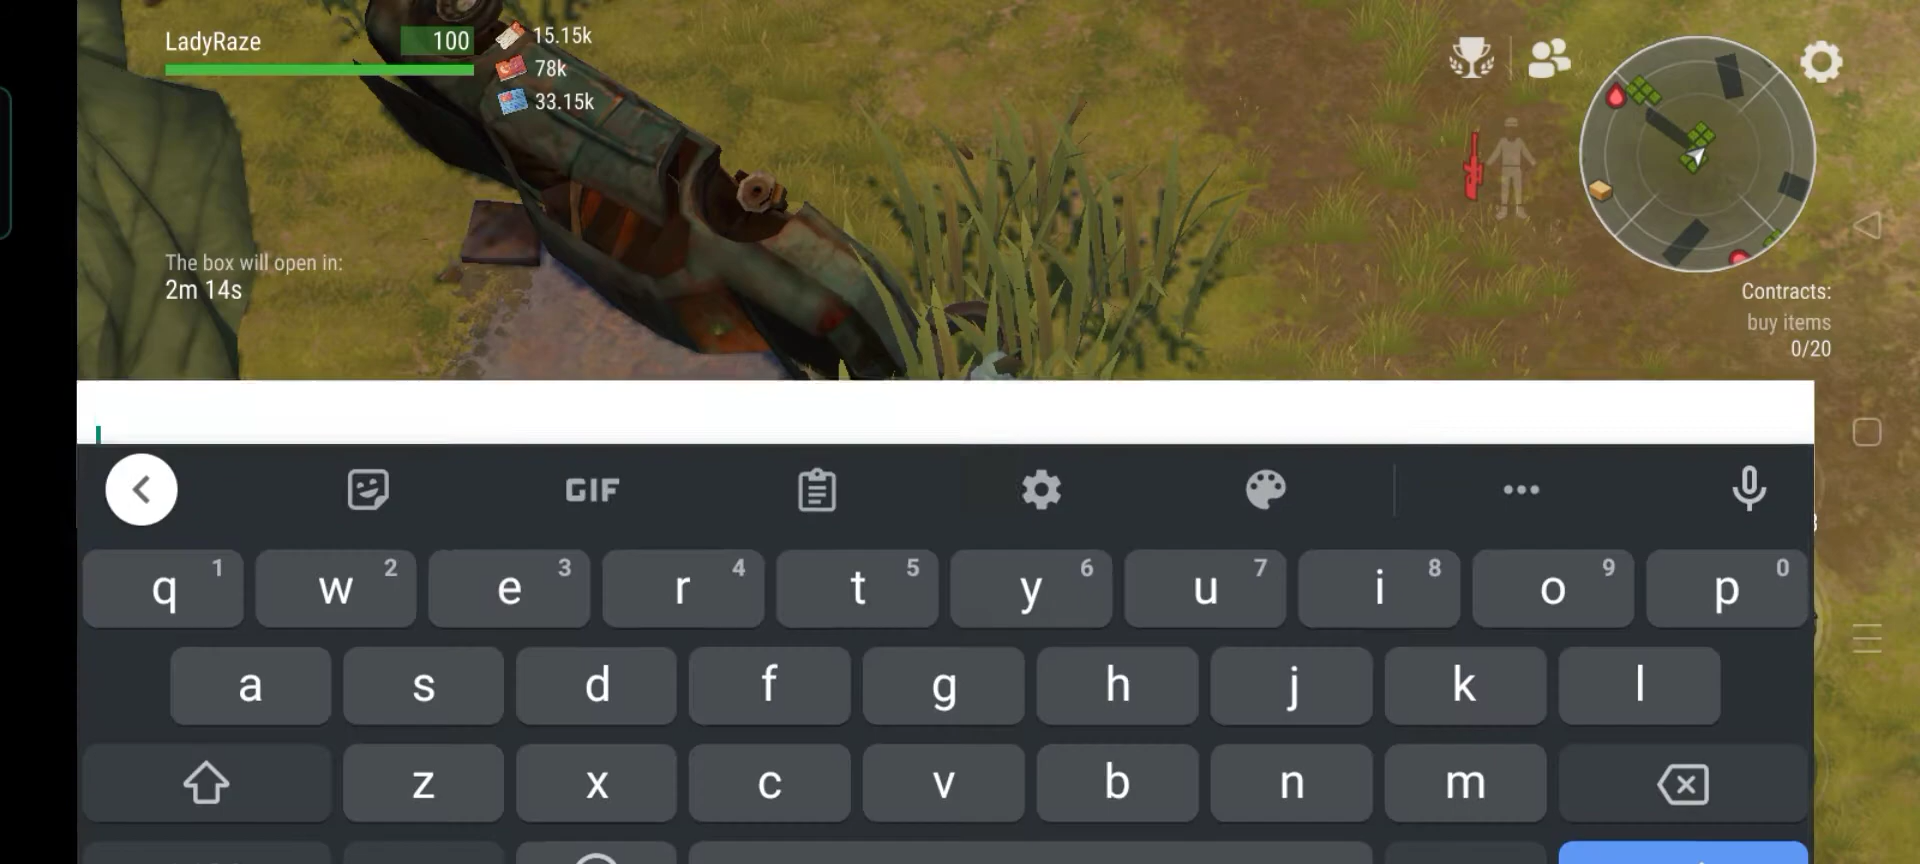 LadyRaze 100
15.15k
78k
33.15k
The box will open in:
2m 14s
Contracts:
buy items
0/20
GIF
q 1 w 2 e 3 r 4 t 5 y 6 u 7 i 8 o 9 p 0
a s d f g h j k l
z x c v b n m